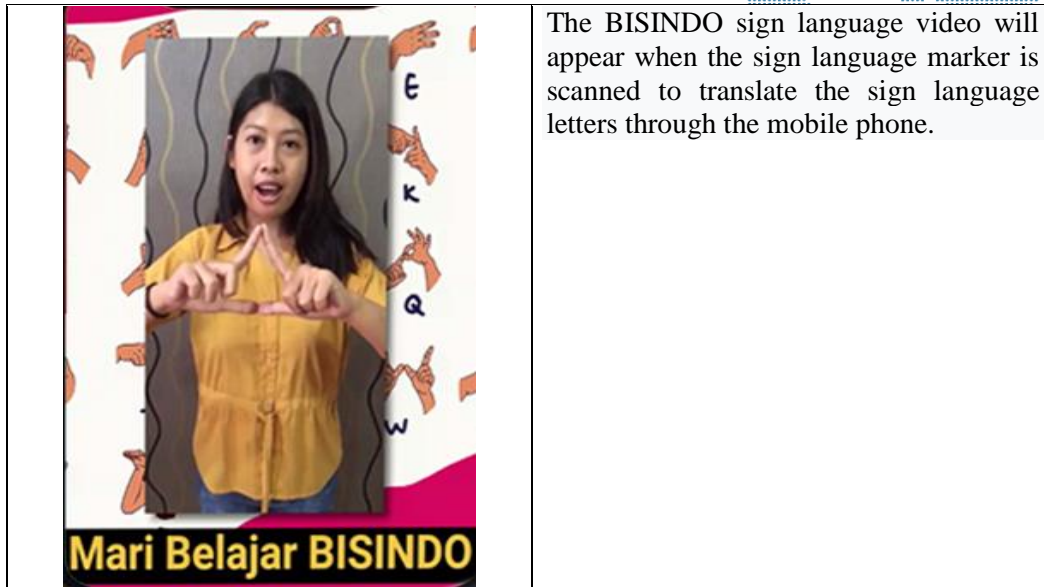 E
K
Q
W
Mari Belajar BISINDO
The BISINDO sign language video will
appear when the sign language marker is
scanned to translate the sign language
letters through the mobile phone.